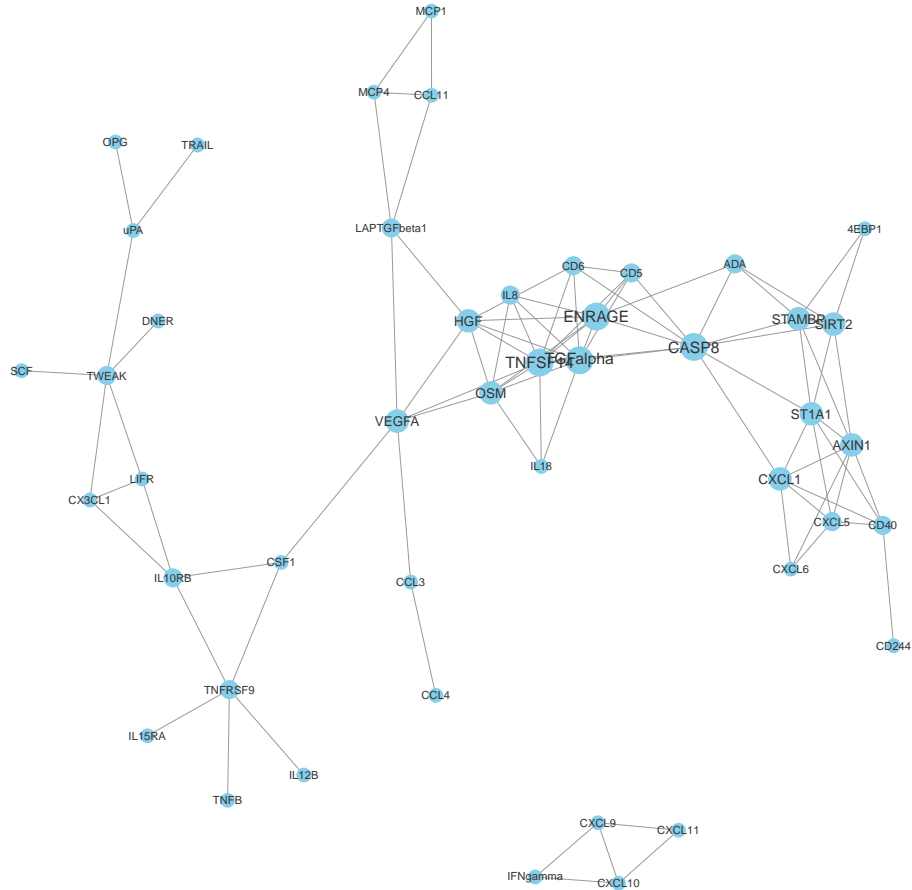 MCP1
MCP4
CCL11
OPG
TRAIL
uPA
LAPTGFbeta1
4EBP1
CD6
CD5
ADA
IL8
DNER
HGF
ENRAGE
STAMBP
SIRT2
CASP8
TNFSF14
TGFalpha
SCF
TWEAK
OSM
VEGFA
ST1A1
AXIN1
IL18
LIFR
CXCL1
CX3CL1
CXCL5
CD40
CSF1
IL10RB
CCL3
CXCL6
CD244
TNFRSF9
CCL4
IL15RA
IL12B
TNFB
CXCL9
CXCL11
IFNgamma
CXCL10